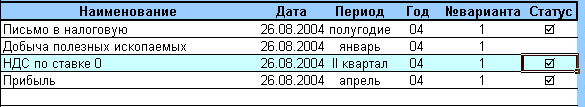 Наименование Дата Период Год №варианта Статус
Письмо в налоговую 26.08.2004 полугодие 04 1
Добыча полезных ископаемых 26.08.2004 январь 04 1
НДС по ставке 0 26.08.2004 II квартал 04 1
Прибыль 26.08.2004 апрель 04 1